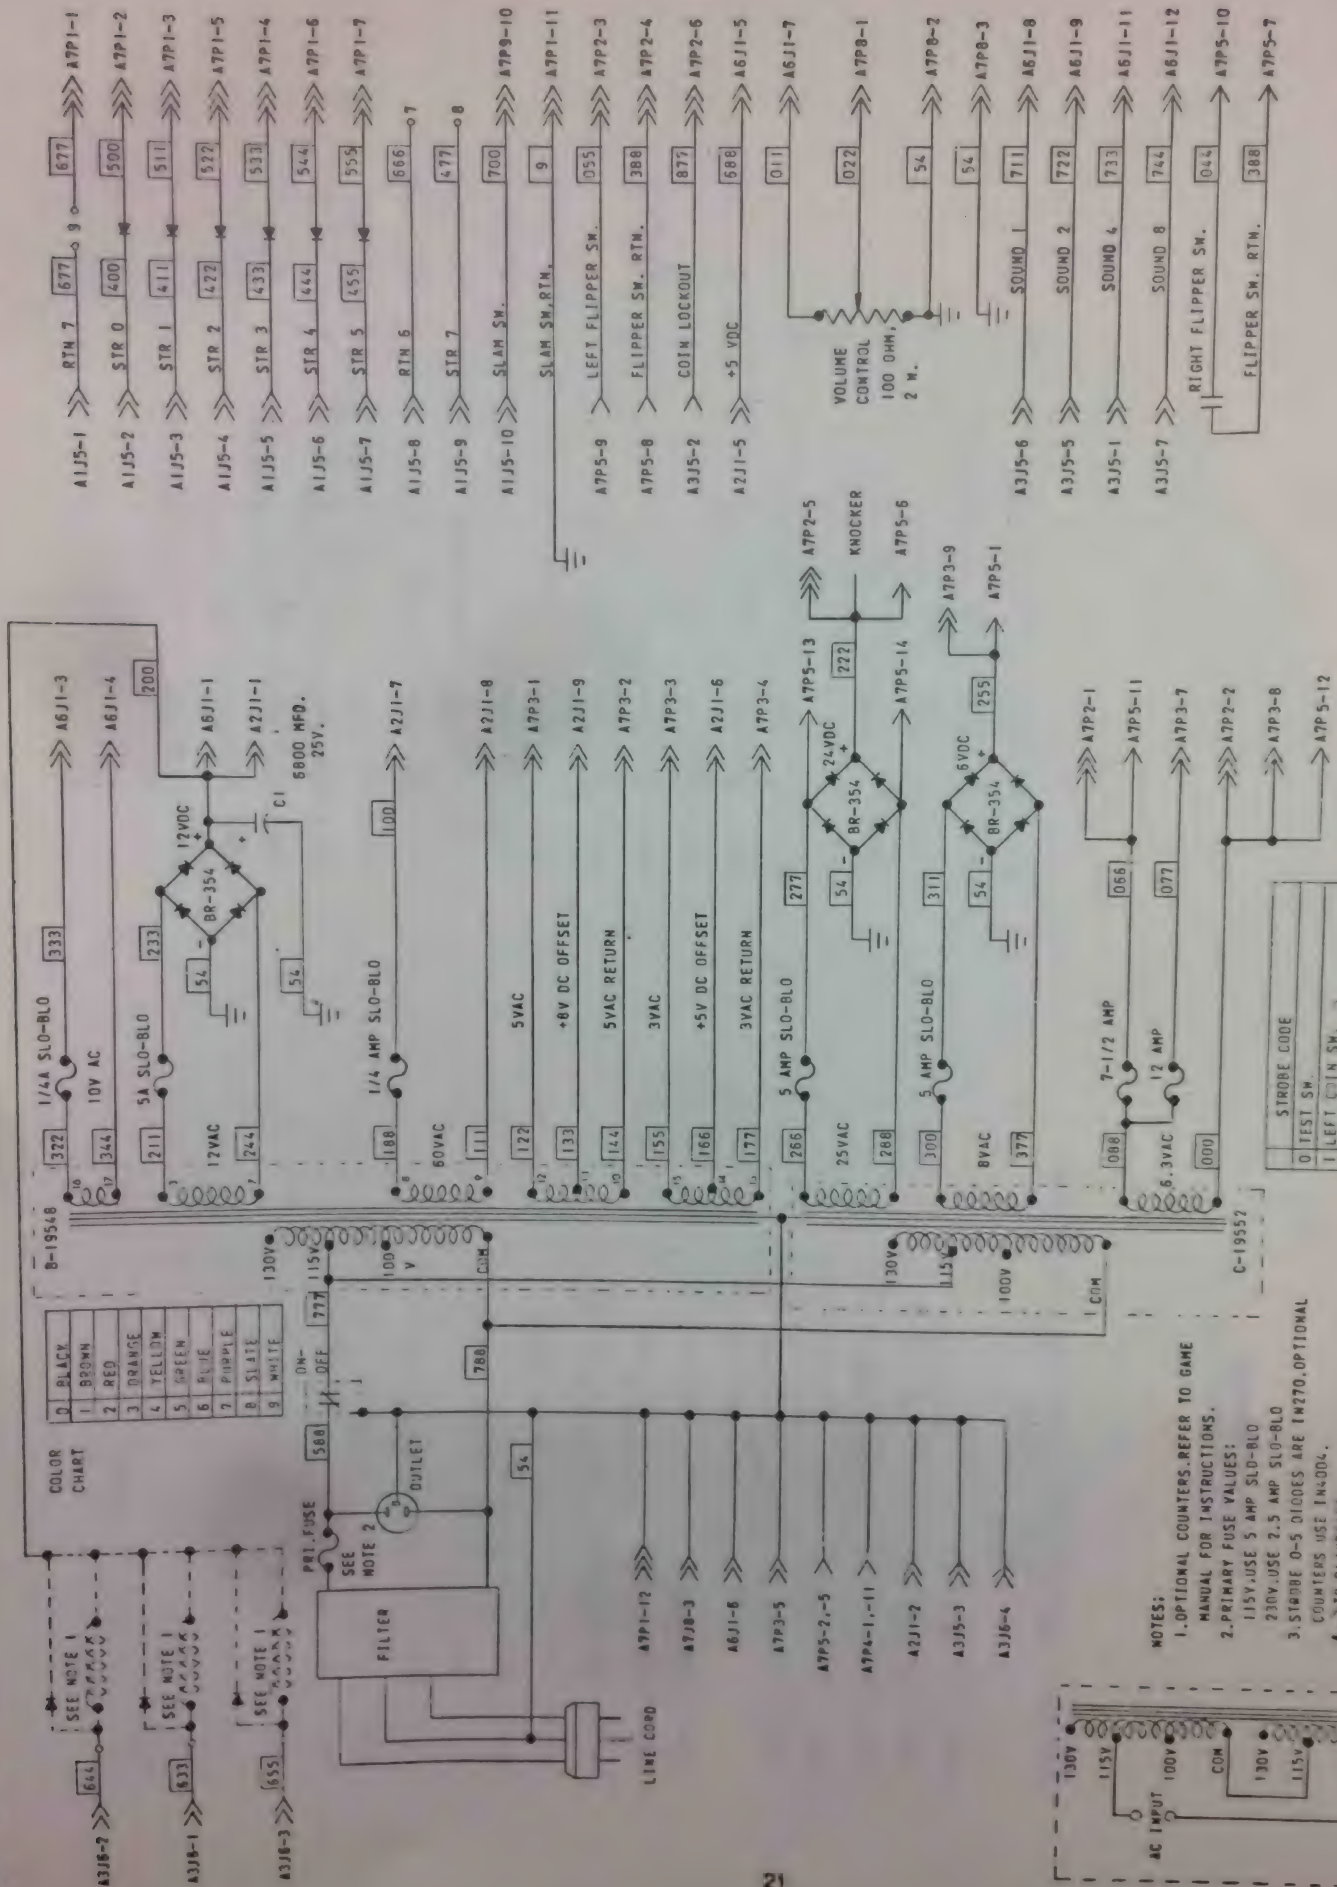 A1J5-1 RTN 7 677 9 677 A7P1-1
A1J5-2 STR 0 400 500 A7P1-2
A1J5-3 STR 1 411 511 A7P1-3
A1J5-4 STR 2 422 522 A7P1-5
A1J5-5 STR 3 433 533 A7P1-4
A1J5-6 STR 4 444 544 A7P1-6
A1J5-7 STR 5 455 555 A7P1-7
A1J5-8 RTN 6 666 7
A1J5-9 STR 7 477 8
A1J5-10 SLAM SW. 700 A7P9-10
SLAM SW.RTN. 9 A7P1-11
A7P5-9 LEFT FLIPPER SW. 055 A7P2-3
A7P5-8 FLIPPER SW. RTN. 388 A7P2-4
A3J5-2 COIN LOCKOUT 877 A7P2-6
A2J1-5 +5 VDC 688 A6J1-5
011 A6J1-7
VOLUME
CONTROL
100 OHM,
2 W.
022 A7P8-1
54 A7P8-2
54 A7P8-3
A3J5-6 SOUND 1 711 A6J1-8
A3J5-5 SOUND 2 722 A6J1-9
A3J5-1 SOUND 4 733 A6J1-11
A3J5-7 SOUND 8 744 A6J1-12
RIGHT FLIPPER SW. 044 A7P5-10
FLIPPER SW. RTN. 388 A7P5-7
B-19548
16 322 1/4A SLO-BLO 333 A6J1-3
17 344 10V AC A6J1-4
200
3 211 5A SLO-BLO 233
12VAC
7 244
BR-354 12VDC + -
54
54
+ C1
6800 MFD.
25V.
A6J1-1
A2J1-1
8 188 1/4 AMP SLO-BLO 100 A2J1-7
60VAC
9 111 A2J1-8
12 122 5VAC A7P3-1
11 133 +8V DC OFFSET A2J1-9
10 144 5VAC RETURN A7P3-2
15 155 3VAC A7P3-3
14 166 +5V DC OFFSET A2J1-6
177 3VAC RETURN A7P3-4
266 5 AMP SLO-BLO 277 A7P5-13
25VAC
288 A7P5-14
BR-354 24VDC + -
54
222
A7P2-5
KNOCKER
A7P5-6
300 5 AMP SLO-BLO 311
8VAC
377
BR-354 6VDC + -
54
255
A7P3-9
A7P5-1
088 7-1/2 AMP 066 A7P2-1
A7P5-11
12 AMP 077 A7P3-7
6.3VAC
000 A7P2-2
A7P3-8
A7P5-12
C-19552
130V
115V
100V
COM
130V
115V
100
V
COM
STROBE CODE
0 TEST SW.
1 LEFT COIN SW.
COLOR
CHART
0 BLACK
1 BROWN
2 RED
3 ORANGE
4 YELLOW
5 GREEN
6 BLUE
7 PURPLE
8 SLATE
9 WHITE
A3J6-2 644 SEE NOTE 1
A3J6-1 633 SEE NOTE 1
A3J6-3 655 SEE NOTE 1
FILTER
LINE CORD
PRI.FUSE
SEE
NOTE 2
OUTLET
588
ON-
OFF
777
788
54
A7P1-12
A7J8-3
A6J1-6
A7P3-5
A7P5-2,-5
A7P4-1,-11
A2J1-2
A3J5-3
A3J6-4
NOTES:
1.OPTIONAL COUNTERS.REFER TO GAME
MANUAL FOR INSTRUCTIONS.
2.PRIMARY FUSE VALUES:
115V.USE 5 AMP SLO-BLO
230V.USE 2.5 AMP SLO-BLO
3.STROBE 0-5 DIODES ARE 1N270.OPTIONAL
COUNTERS USE 1N4004.
AC INPUT
130V
115V
100V
COM
130V
115V
21